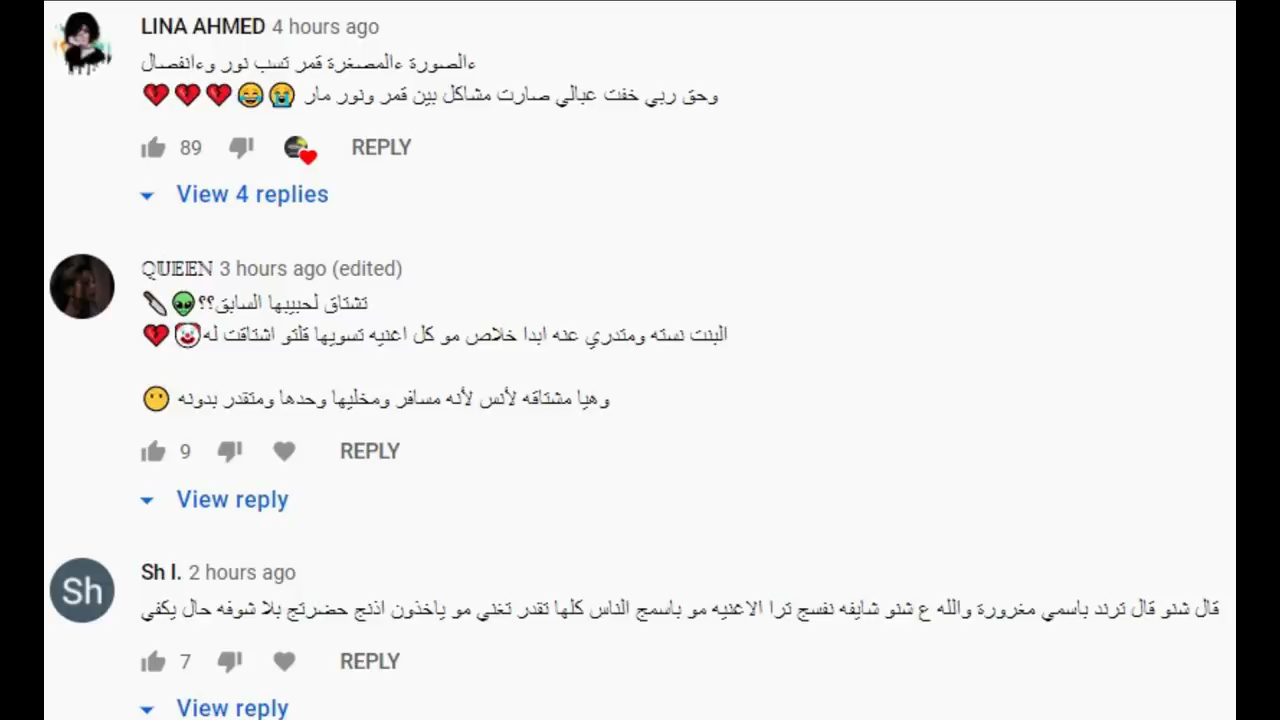 LINA AHMED 4 hours ago
ءالصورة ءالمصغرة قمر تسب نور وءانفصال
وحق ربي خفت عبالي صارت مشاكل بين قمر ونور مار 😭😂💔💔💔
89 REPLY
View 4 replies
QUEEN 3 hours ago (edited)
تشتاق لحبيبها السابق؟؟👽🔪
البنت نسته ومتدري عنه ابدا خلاص مو كل اغنيه تسويها قلتو اشتاقت له🤡💔
وهيا مشتاقه لأنس لأنه مسافر ومخليها وحدها ومتقدر بدونه 😶
9 REPLY
View reply
Sh
Sh I. 2 hours ago
قال شنو قال ترند باسمي مغرورة والله ع شنو شايفه نفسج ترا الاغنيه مو باسمج الناس كلها تقدر تغني مو ياخذون اذنج حضرتج بلا شوفه حال يكفي
7 REPLY
View reply